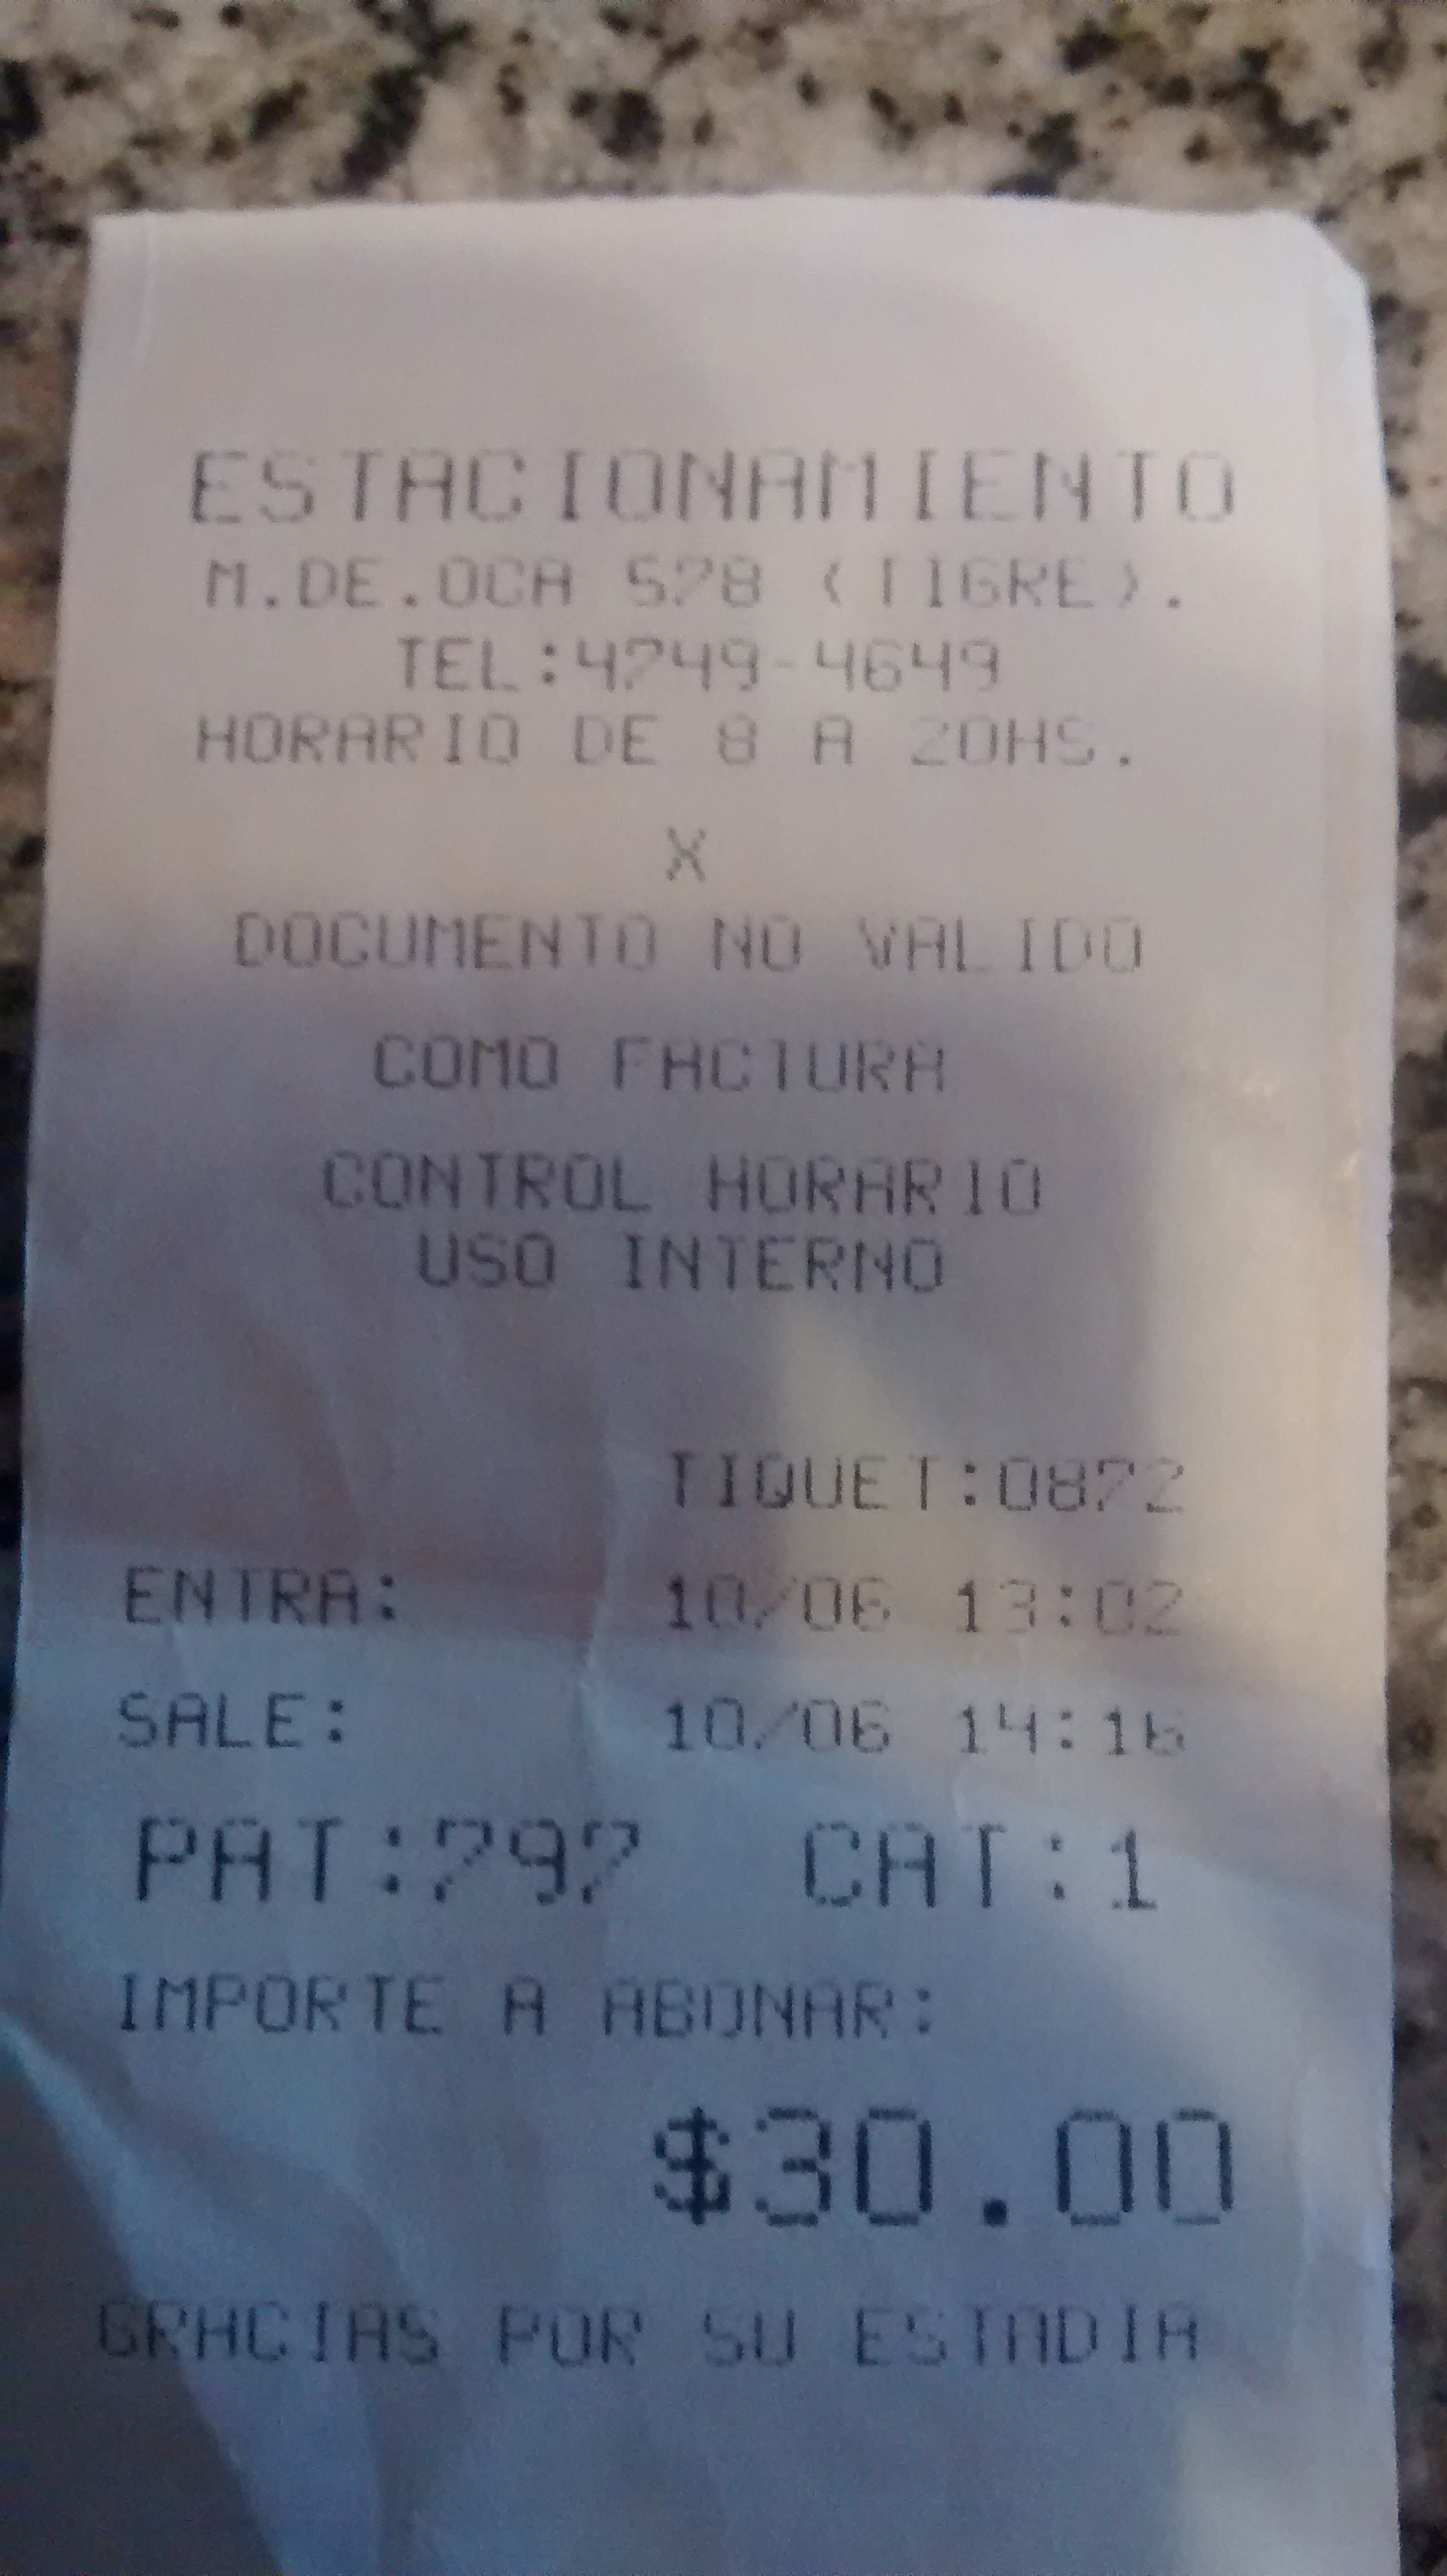 ESTACIONAMIENTO
M.DE.OCA 578 (TIGRE).
TEL:4749-4649
HORARIO DE 8 A 20HS.
X
DOCUMENTO NO VALIDO
COMO FACTURA
CONTROL HORARIO
USO INTERNO
TIQUET:0872
ENTRA: 10/06 13:02
SALE: 10/06 14:16
PAT:797 CAT:1
IMPORTE A ABONAR:
$30.00
GRACIAS POR SU ESTADIA